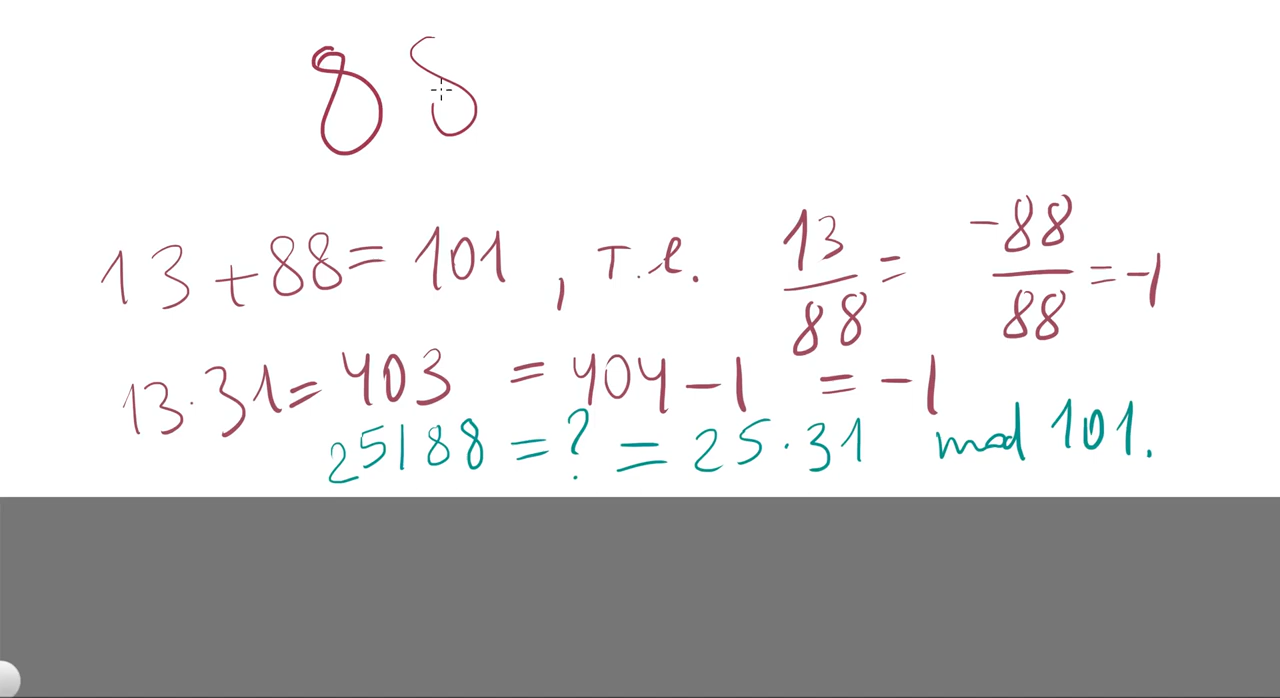 88
13+88=101, т.е. 13/88 = -88/88 = -1
13·31=403 = 404-1 = -1
25|88 =? = 25·31 mod 101.